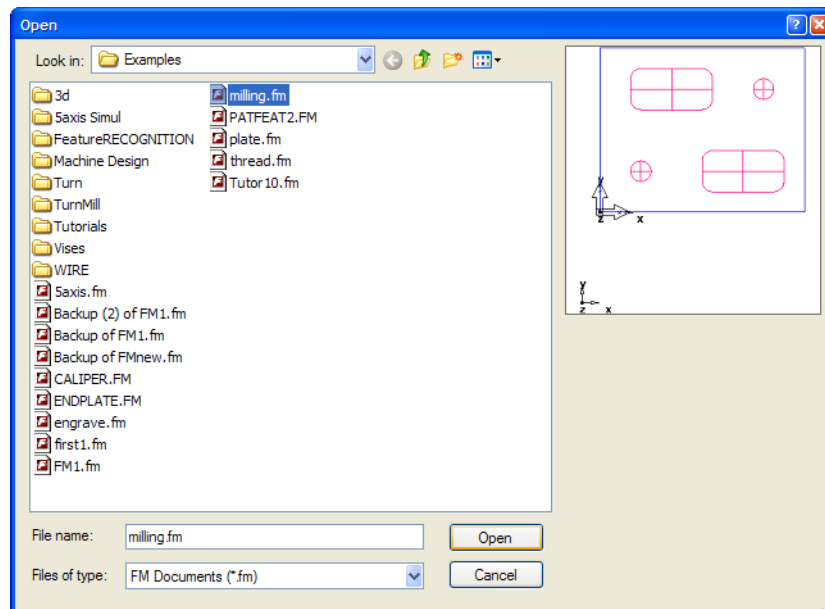 Open
Look in: Examples
3d
5axis Simul
FeatureRECOGNITION
Machine Design
Turn
TurnMill
Tutorials
Vises
WIRE
5axis.fm
Backup (2) of FM1.fm
Backup of FM1.fm
Backup of FMnew.fm
CALIPER.FM
ENDPLATE.FM
engrave.fm
first1.fm
FM1.fm
milling.fm
PATFEAT2.FM
plate.fm
thread.fm
Tutor10.fm
y
z x
y
z x
File name: milling.fm
Open
Files of type: FM Documents (*.fm)
Cancel